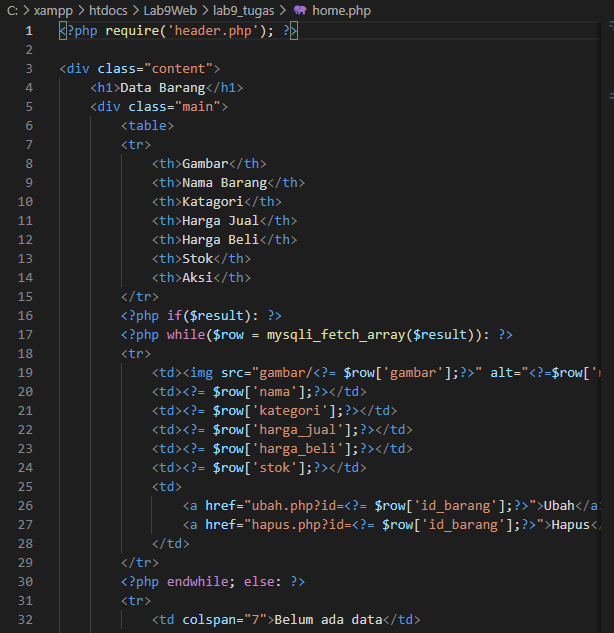 C: > xampp > htdocs > Lab9Web > lab9_tugas > home.php
1 <?php require('header.php'); ?>
2
3 <div class="content">
4 <h1>Data Barang</h1>
5 <div class="main">
6 <table>
7 <tr>
8 <th>Gambar</th>
9 <th>Nama Barang</th>
10 <th>Katagori</th>
11 <th>Harga Jual</th>
12 <th>Harga Beli</th>
13 <th>Stok</th>
14 <th>Aksi</th>
15 </tr>
16 <?php if($result): ?>
17 <?php while($row = mysqli_fetch_array($result)): ?>
18 <tr>
19 <td><img src="gambar/<?= $row['gambar'];?>" alt="<?=$row['
20 <td><?= $row['nama'];?></td>
21 <td><?= $row['kategori'];?></td>
22 <td><?= $row['harga_jual'];?></td>
23 <td><?= $row['harga_beli'];?></td>
24 <td><?= $row['stok'];?></td>
25 <td>
26 <a href="ubah.php?id=<?= $row['id_barang'];?>">Ubah</a
27 <a href="hapus.php?id=<?= $row['id_barang'];?>">Hapus<
28 </td>
29 </tr>
30 <?php endwhile; else: ?>
31 <tr>
32 <td colspan="7">Belum ada data</td>